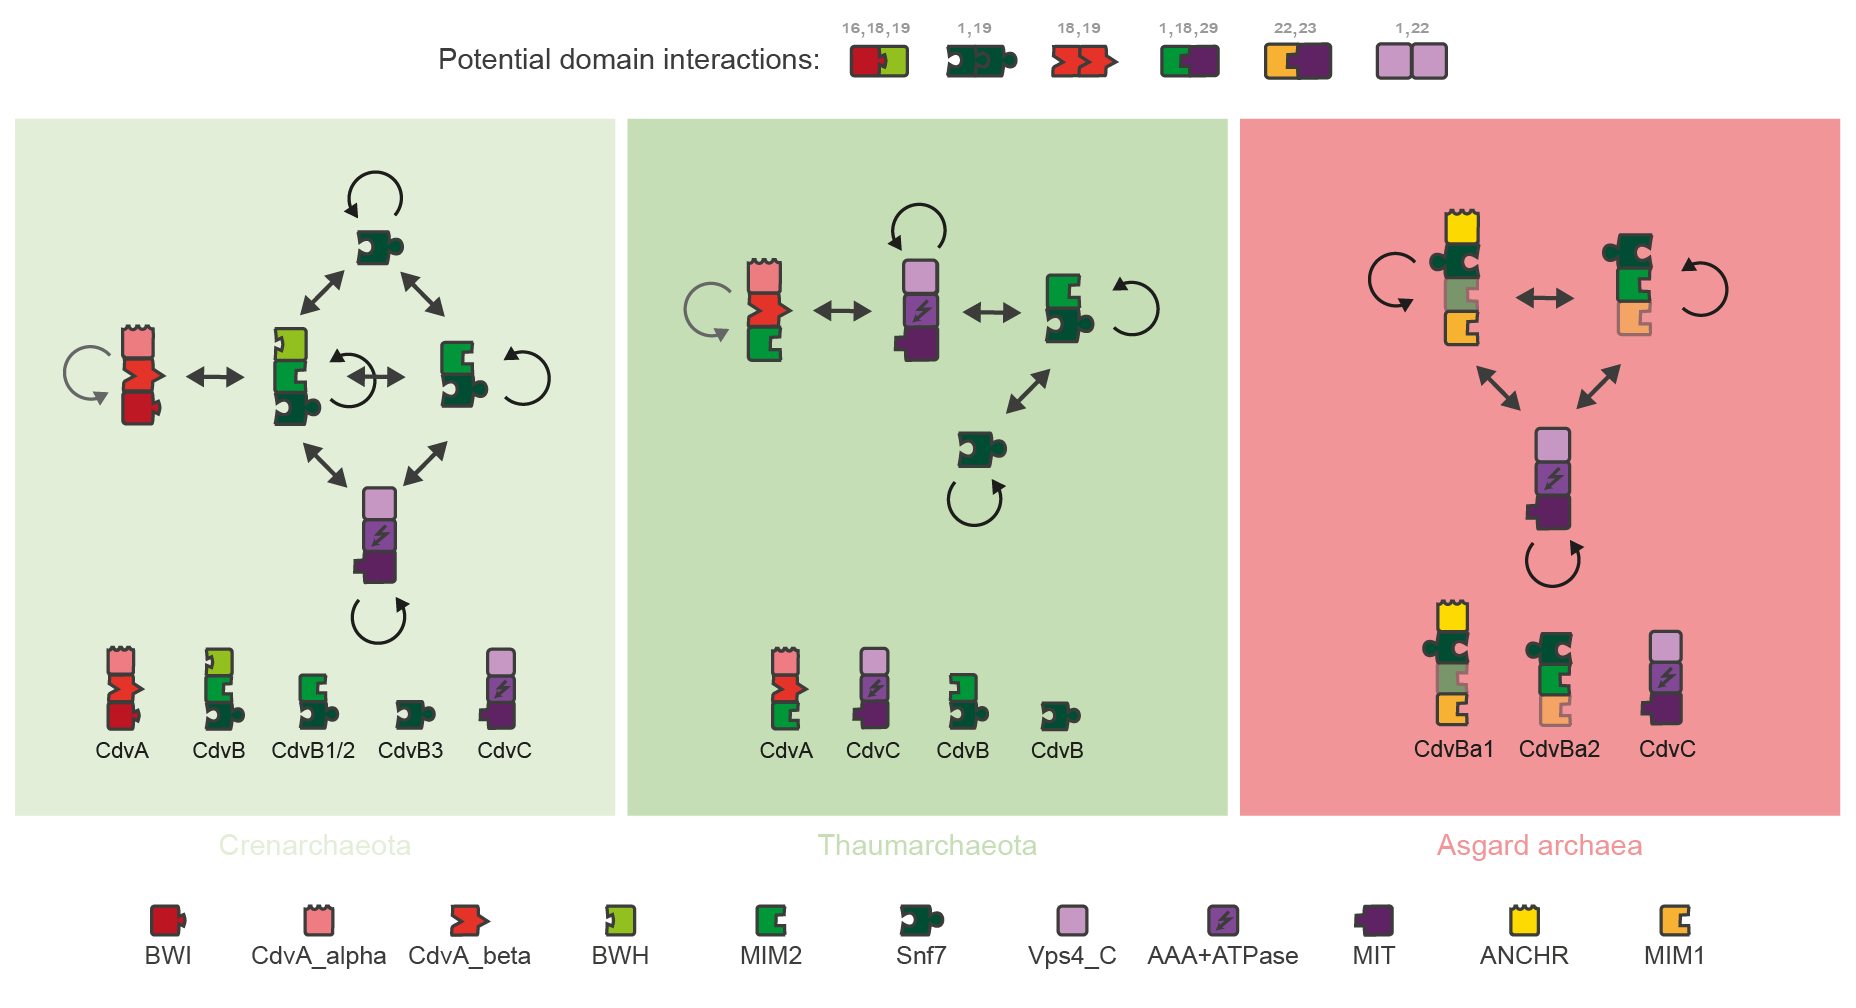 16,18,19 1,19 18,19 1,18,29 22,23 1,22
Potential domain interactions:
CdvA CdvB CdvB1/2 CdvB3 CdvC
CdvA CdvC CdvB CdvB
CdvBa1 CdvBa2 CdvC
Crenarchaeota Thaumarchaeota Asgard archaea
BWI CdvA_alpha CdvA_beta BWH MIM2 Snf7 Vps4_C AAA+ATPase MIT ANCHR MIM1